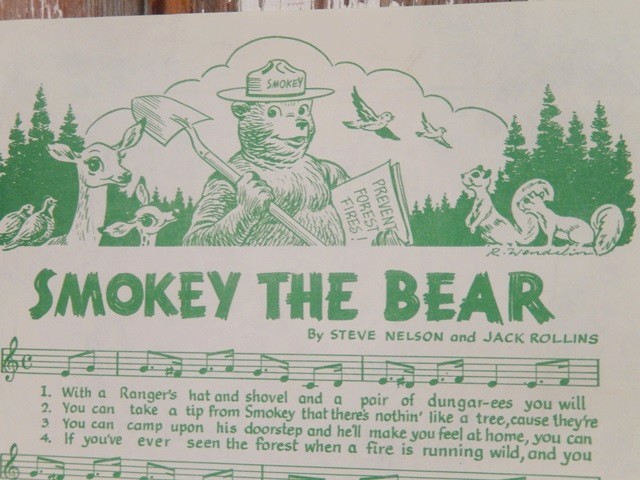 SMOKEY
PREVENT
FOREST
FIRES!
R. Wendelin
SMOKEY THE BEAR
By STEVE NELSON and JACK ROLLINS
1. With a Ranger's hat and shovel and a pair of dungar-ees you will
2. You can take a tip from Smokey that there's nothin' like a tree, cause they're
3 You can camp upon his doorstep and he'll make you feel at home, you can
4. If you've ever seen the forest when a fire is running wild, and you